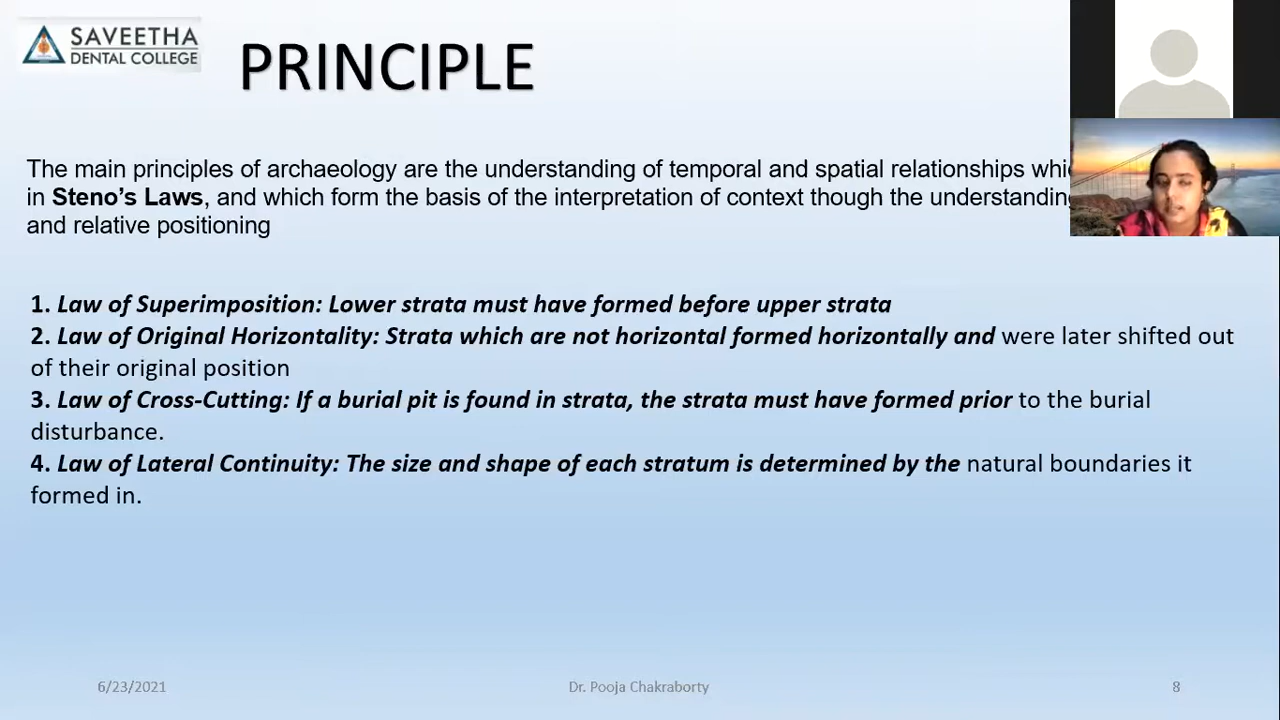 SAVEETHA
DENTAL COLLEGE
PRINCIPLE
The main principles of archaeology are the understanding of temporal and spatial relationships
in Steno's Laws, and which form the basis of the interpretation of context though the understanding
and relative positioning
1. Law of Superimposition: Lower strata must have formed before upper strata
2. Law of Original Horizontality: Strata which are not horizontal formed horizontally and were later shifted out
of their original position
3. Law of Cross-Cutting: If a burial pit is found in strata, the strata must have formed prior to the burial
disturbance.
4. Law of Lateral Continuity: The size and shape of each stratum is determined by the natural boundaries it
formed in.
6/23/2021
Dr. Pooja Chakraborty
8